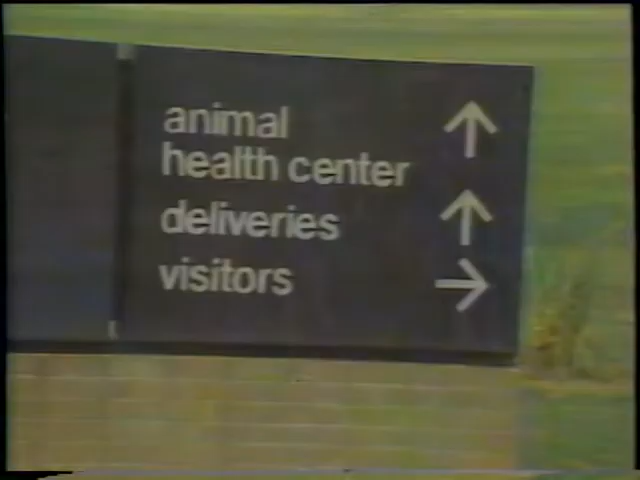 animal ↑
health center
deliveries ↑
visitors →